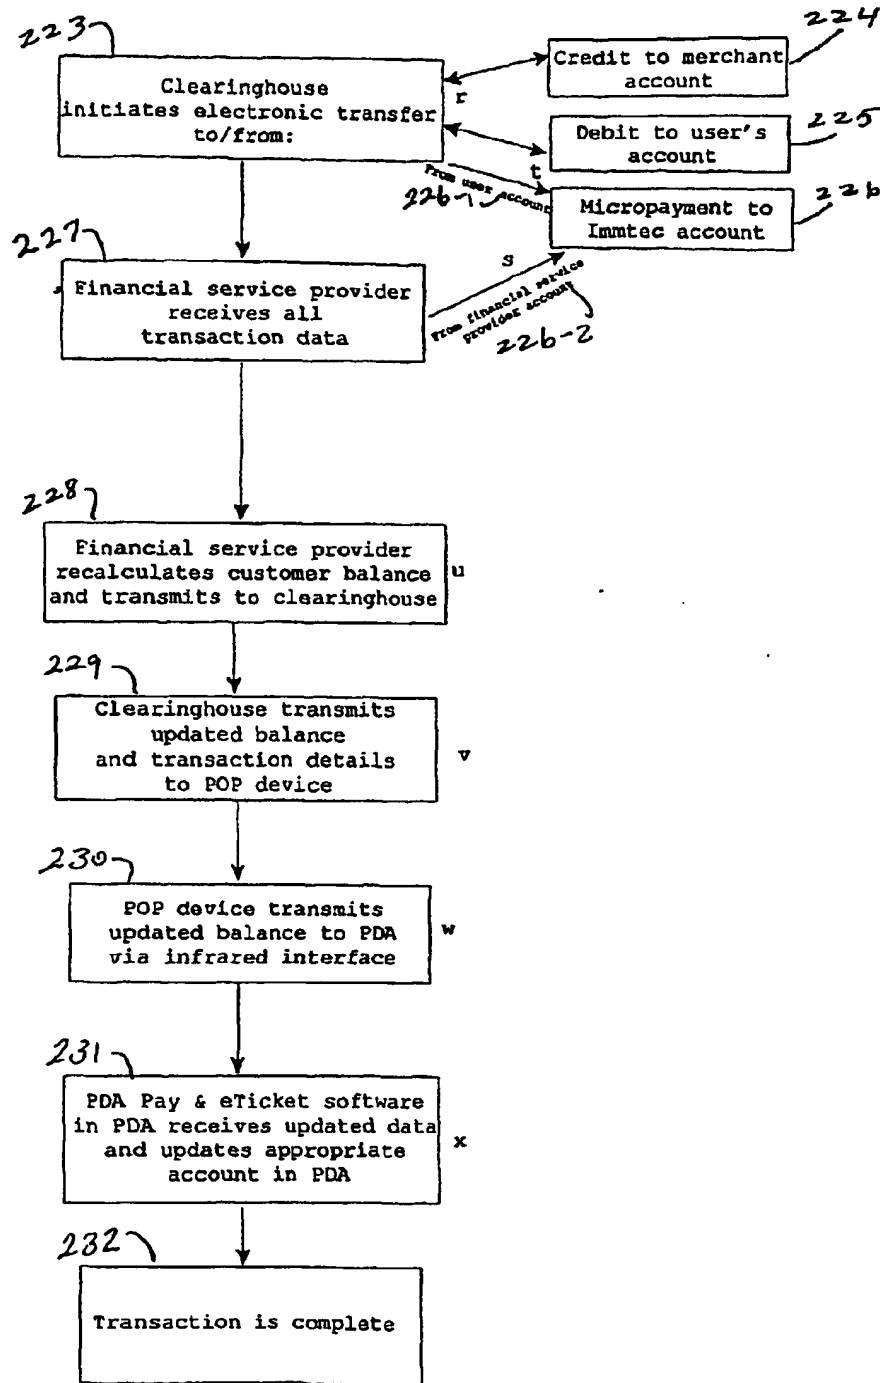 223
Clearinghouse
initiates electronic transfer
to/from:
r
Credit to merchant
account
224
Debit to user's
account
225
t
From user account
226-1
Micropayment to
Immtec account
226
227
Financial service provider
receives all
transaction data
s
From financial service
provider account
226-2
228
Financial service provider
recalculates customer balance
and transmits to clearinghouse
u
229
Clearinghouse transmits
updated balance
and transaction details
to POP device
v
230
POP device transmits
updated balance to PDA
via infrared interface
w
231
PDA Pay & eTicket software
in PDA receives updated data
and updates appropriate
account in PDA
x
232
Transaction is complete